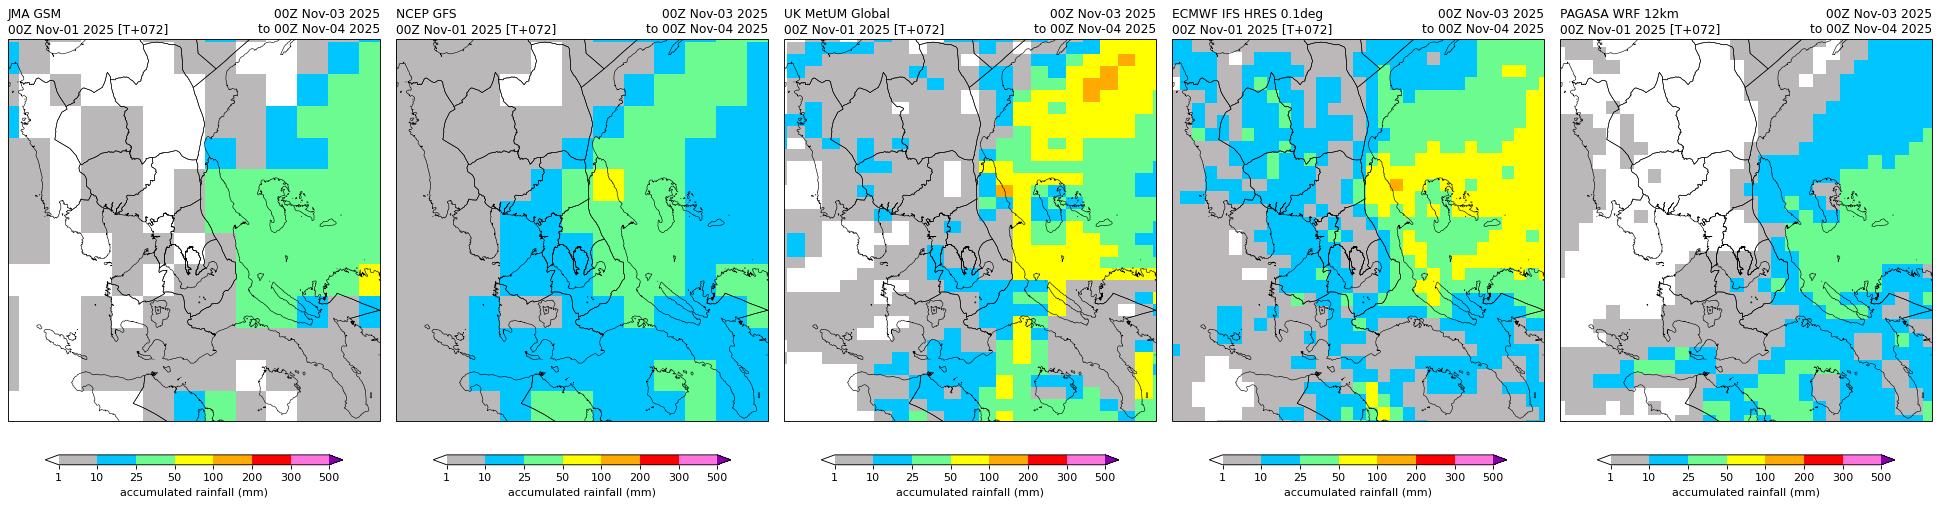 JMA GSM
00Z Nov-01 2025 [T+072]
00Z Nov-03 2025
to 00Z Nov-04 2025
1 10 25 50 100 200 300 500
accumulated rainfall (mm)
NCEP GFS
00Z Nov-01 2025 [T+072]
00Z Nov-03 2025
to 00Z Nov-04 2025
1 10 25 50 100 200 300 500
accumulated rainfall (mm)
UK MetUM Global
00Z Nov-01 2025 [T+072]
00Z Nov-03 2025
to 00Z Nov-04 2025
1 10 25 50 100 200 300 500
accumulated rainfall (mm)
ECMWF IFS HRES 0.1deg
00Z Nov-01 2025 [T+072]
00Z Nov-03 2025
to 00Z Nov-04 2025
1 10 25 50 100 200 300 500
accumulated rainfall (mm)
PAGASA WRF 12km
00Z Nov-01 2025 [T+072]
00Z Nov-03 2025
to 00Z Nov-04 2025
1 10 25 50 100 200 300 500
accumulated rainfall (mm)